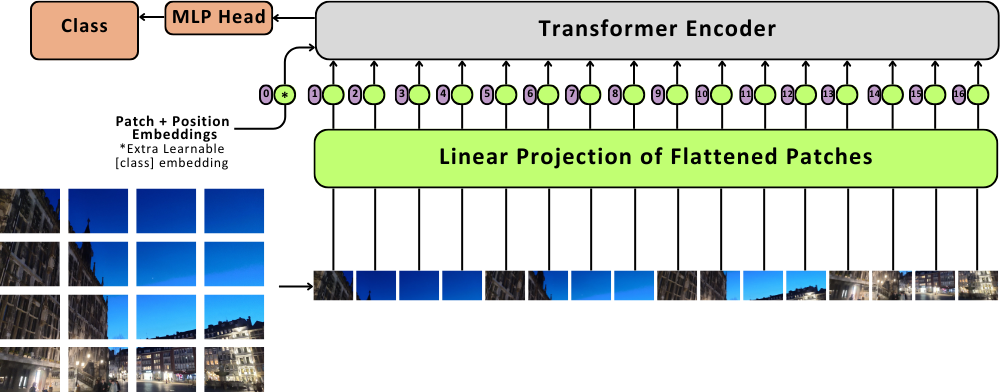 Class
MLP Head
Transformer Encoder
0 * 1 2 3 4 5 6 7 8 9 10 11 12 13 14 15 16
Patch + Position
Embeddings
*Extra Learnable
[class] embedding
Linear Projection of Flattened Patches